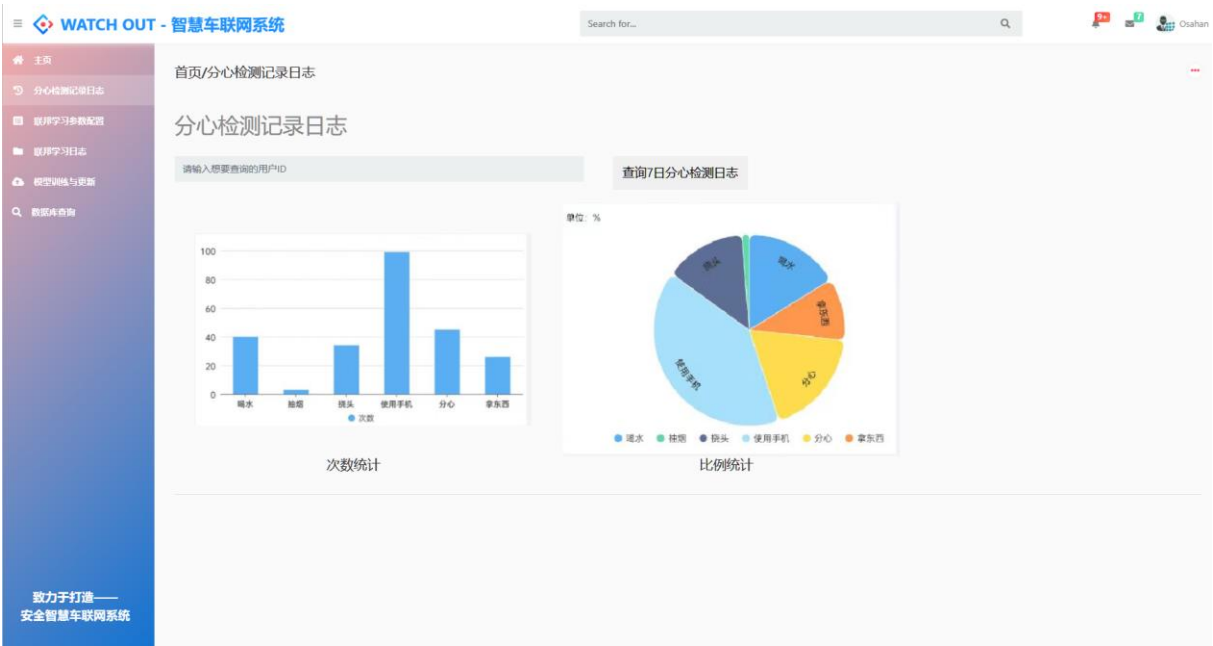 WATCH OUT - 智慧车联网系统
Search for...
9+
7
Osahan
主页
分心检测记录日志
联邦学习参数配置
联邦学习日志
模型训练与更新
数据库查询
致力于打造——
安全智慧车联网系统
首页/分心检测记录日志
分心检测记录日志
请输入想要查询的用户ID
查询7日分心检测日志
100
80
60
40
20
0
喝水 抽烟 挠头 使用手机 分心 拿东西
次数
次数统计
单位: %
喝水
拿东西
分心
使用手机
挠头
喝水 抽烟 挠头 使用手机 分心 拿东西
比例统计